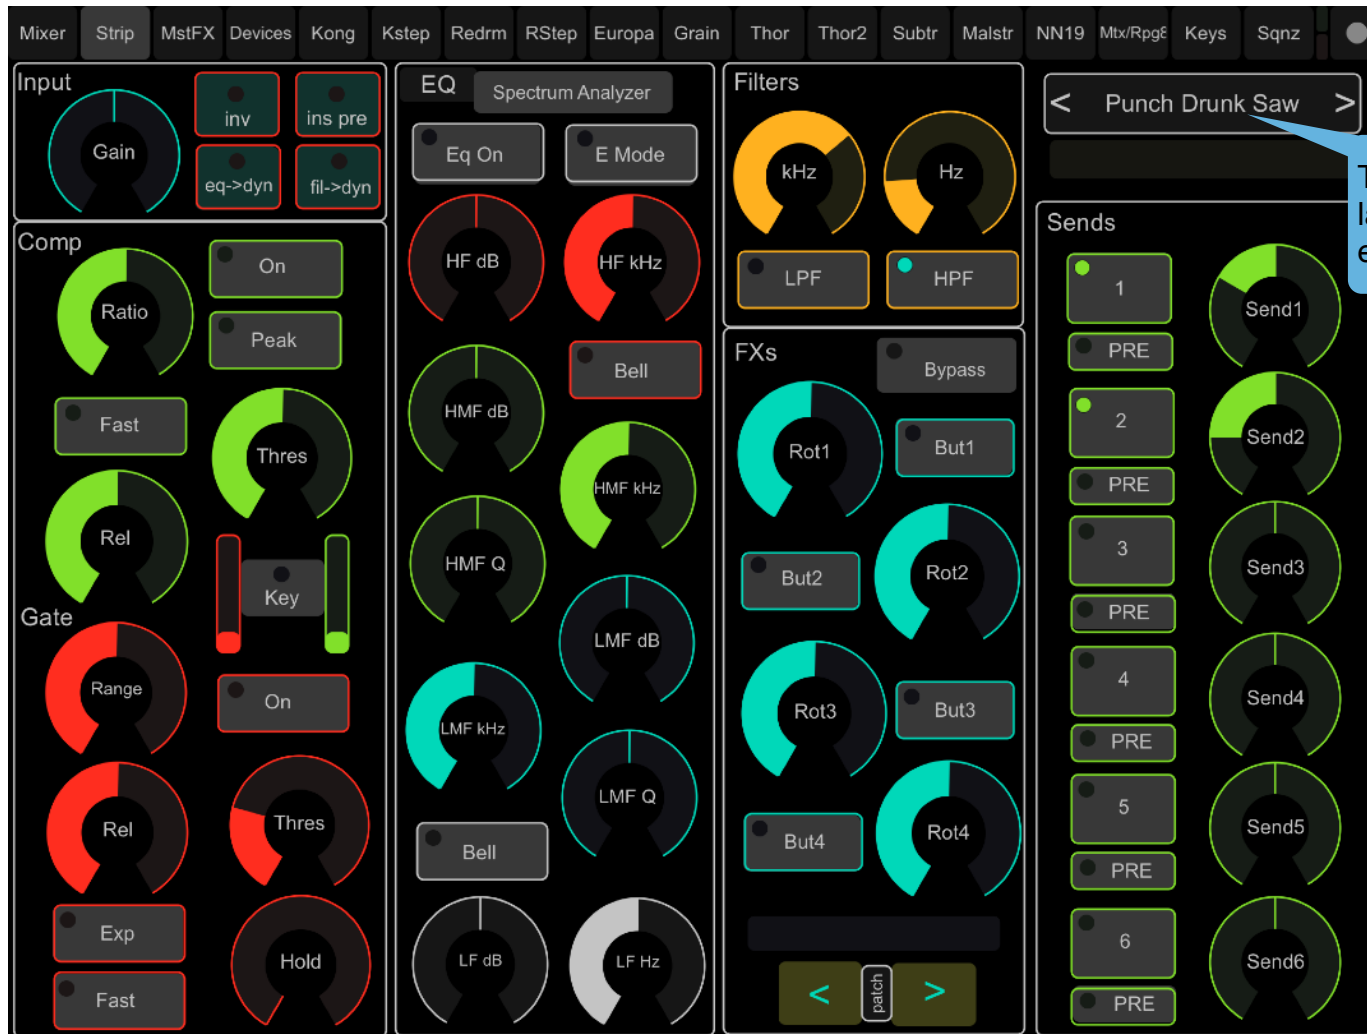 Mixer Strip MstFX Devices Kong Kstep Redrm RStep Europa Grain Thor Thor2 Subtr Malstr NN19 Mtx/Rpg8 Keys Sqnz
Input
Gain
inv
ins pre
eq->dyn
fil->dyn
Comp
Ratio
On
Peak
Fast
Thres
Rel
Key
Gate
Range
On
Rel
Thres
Exp
Hold
Fast
EQ
Spectrum Analyzer
Eq On
E Mode
HF dB
HF kHz
Bell
HMF dB
HMF kHz
HMF Q
LMF dB
LMF kHz
LMF Q
Bell
LF dB
LF Hz
Filters
kHz
Hz
LPF
HPF
FXs
Bypass
Rot1
But1
But2
Rot2
Rot3
But3
But4
Rot4
< patch >
< Punch Drunk Saw >
Sends
1
Send1
PRE
2
Send2
PRE
3
Send3
PRE
4
Send4
PRE
5
Send5
PRE
6
Send6
PRE